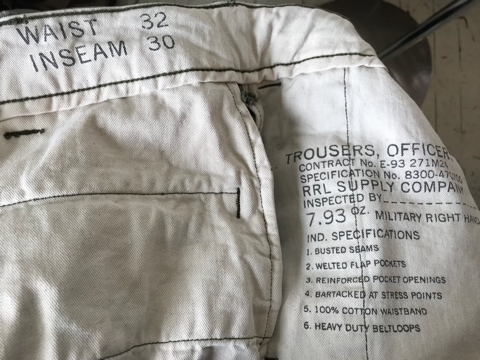 WAIST 32
INSEAM 30
TROUSERS, OFFICER
CONTRACT No. E-93 271M24
SPECIFICATION No. 8300-
RRL SUPPLY COMPANY
INSPECTED BY
7.93 OZ. MILITARY RIGHT
IND. SPECIFICATIONS
1. BUSTED SEAMS
2. WELTED FLAP POCKETS
3. REINFORCED POCKET OPENINGS
4. BARTACKED AT STRESS POINTS
5. 100% COTTON WAISTBAND
6. HEAVY DUTY BELTLOOPS